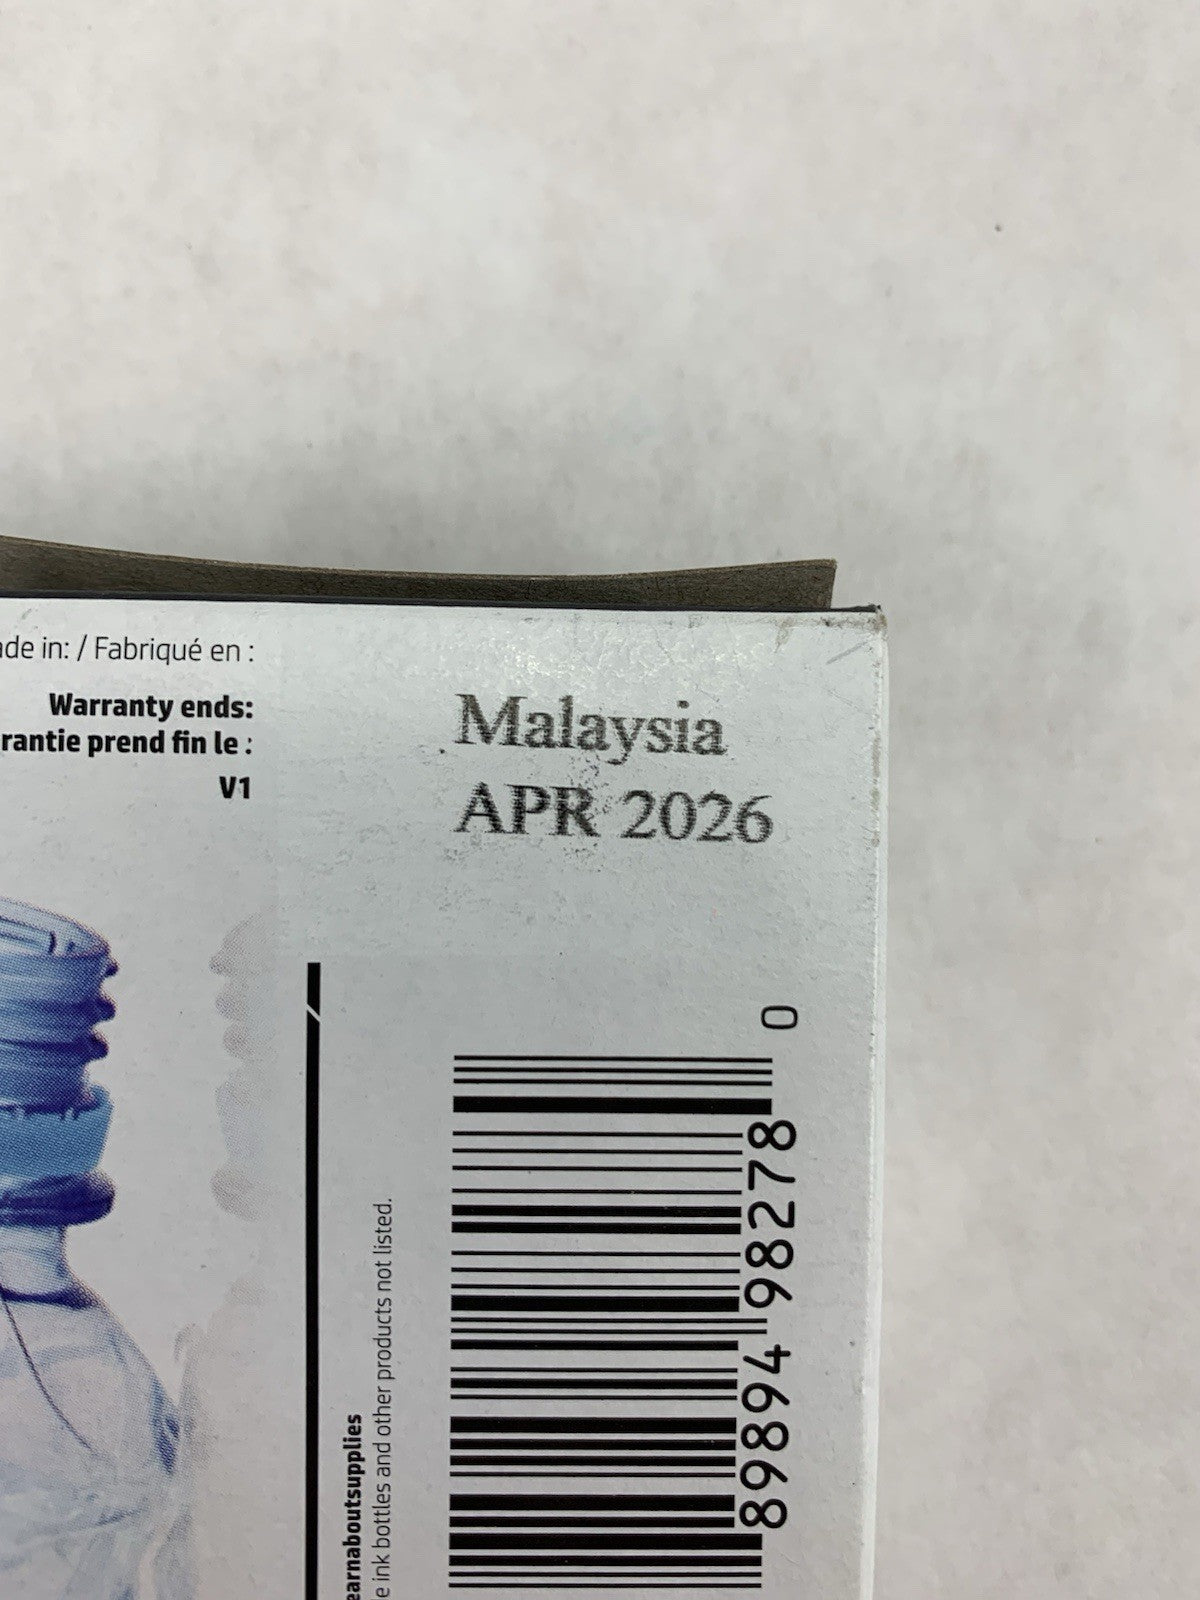 ade in: / Fabriqué en :
Malaysia
Warranty ends:
rantie prend fin le :
APR 2026
V1
0
89894 98278
earnaboutsupplies
le ink bottles and other products not listed.